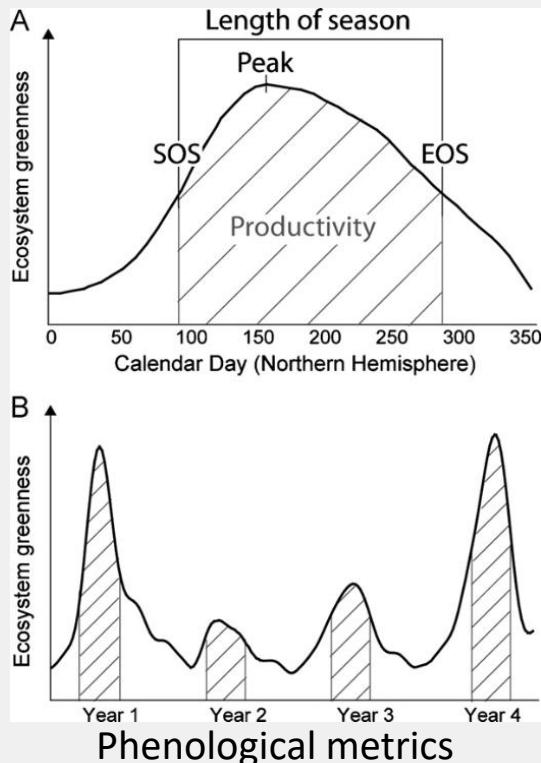 A
Length of season
Peak
SOS
EOS
Productivity
Ecosystem greenness
0 50 100 150 200 250 300 350
Calendar Day (Northern Hemisphere)
B
Ecosystem greenness
Year 1 Year 2 Year 3 Year 4
Phenological metrics